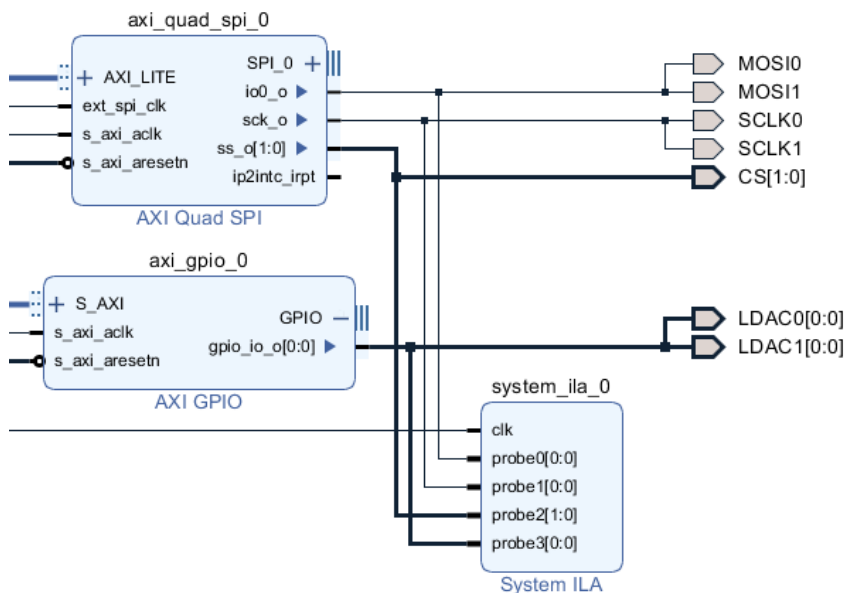 axi_quad_spi_0
SPI_0
AXI_LITE
io0_o
ext_spi_clk
sck_o
s_axi_aclk
ss_o[1:0]
s_axi_aresetn
ip2intc_irpt
AXI Quad SPI
MOSI0
MOSI1
SCLK0
SCLK1
CS[1:0]
axi_gpio_0
S_AXI
GPIO
s_axi_aclk
gpio_io_o[0:0]
s_axi_aresetn
AXI GPIO
LDAC0[0:0]
LDAC1[0:0]
system_ila_0
clk
probe0[0:0]
probe1[0:0]
probe2[1:0]
probe3[0:0]
System ILA